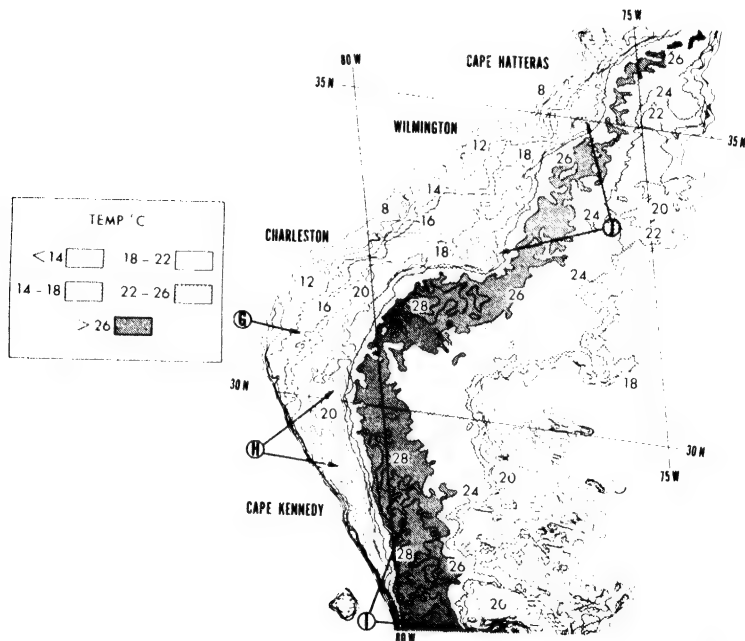 75 W
80 W
CAPE HATTERAS
26
35 N
8
24
22
WILMINGTON
35 N
12
18
26
TEMP °C
14
8
16
24
20
22
<14
18 - 22
CHARLESTON
18
24
14 - 18
22 - 26
12
20
26
> 26
16
28
G
18
30 N
20
30 N
H
28
20
75 W
24
CAPE KENNEDY
28
26
20
80 W